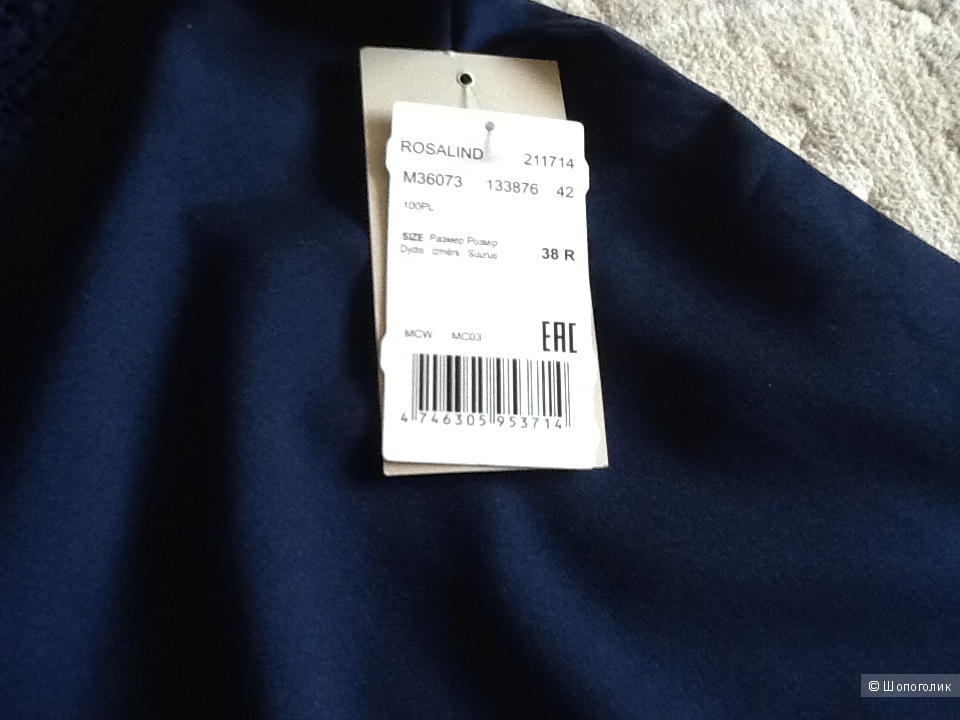 ROSALIND 211714
M36073 133876 42
100PL
SIZE Размер Розмір
Dydis izmērs Suurus
38 R
MCW MC03
EAC
4 746305 953714
© Шопоголик